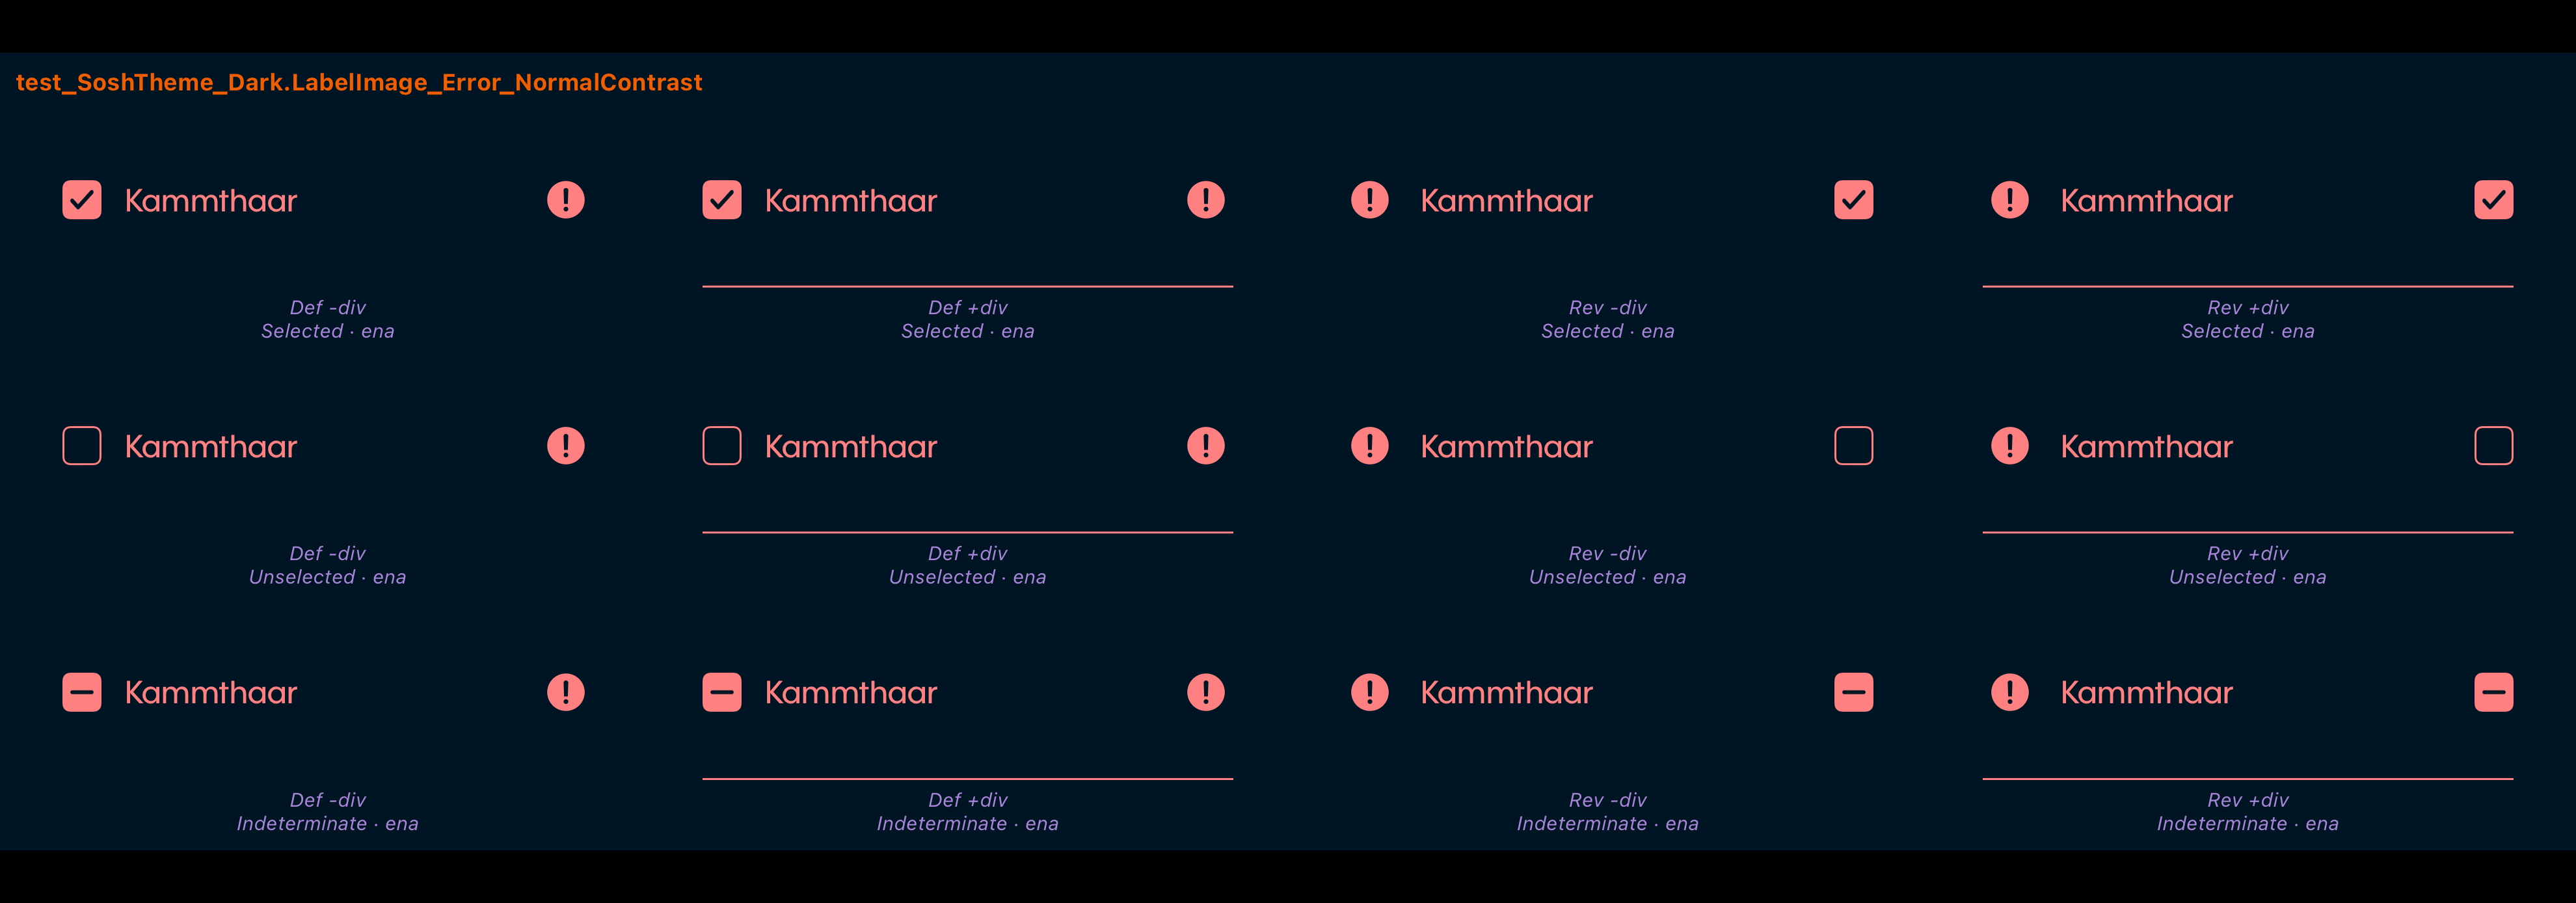 test_SoshTheme_Dark.LabelImage_Error_NormalContrast
Kammthaar
Kammthaar
Kammthaar
Kammthaar
Def -div
Selected · ena
Def +div
Selected · ena
Rev -div
Selected · ena
Rev +div
Selected · ena
Kammthaar
Kammthaar
Kammthaar
Kammthaar
Def -div
Unselected · ena
Def +div
Unselected · ena
Rev -div
Unselected · ena
Rev +div
Unselected · ena
Kammthaar
Kammthaar
Kammthaar
Kammthaar
Def -div
Indeterminate · ena
Def +div
Indeterminate · ena
Rev -div
Indeterminate · ena
Rev +div
Indeterminate · ena